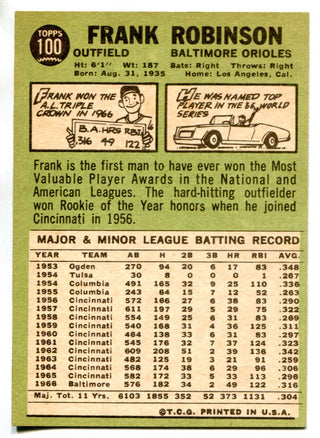 TOPPS
100
FRANK ROBINSON
OUTFIELD BALTIMORE ORIOLES
Ht: 6'1" Wt: 187 Bats: Right Throws: Right
Born: Aug. 31, 1935 Home: Los Angeles, Cal.
FRANK WON THE
A.L. TRIPLE
CROWN IN 1966
B.A. HRS RBI
.316 49 122
HE WAS NAMED TOP
PLAYER IN THE '66 WORLD
SERIES
Frank is the first man to have ever won the Most
Valuable Player Awards in the National and
American Leagues. The hard-hitting outfielder
won Rookie of the Year honors when he joined
Cincinnati in 1956.
MAJOR & MINOR LEAGUE BATTING RECORD
YEAR TEAM AB H 2B 3B HR RBI AVG.
1953 Ogden 270 94 20 6 17 83 .348
1954 Tulsa 30 8 0 0 0 1 .267
1954 Columbia 491 165 32 9 25 110 .336
1955 Columbia 243 64 15 7 12 52 .263
1956 Cincinnati 572 166 27 6 38 83 .290
1957 Cincinnati 611 197 29 5 29 75 .322
1958 Cincinnati 554 148 25 6 31 83 .269
1959 Cincinnati 540 168 31 4 36 125 .311
1960 Cincinnati 464 138 33 6 31 83 .297
1961 Cincinnati 545 176 32 7 37 124 .323
1962 Cincinnati 609 208 51 2 39 136 .342
1963 Cincinnati 482 125 19 3 21 91 .259
1964 Cincinnati 568 174 38 6 29 96 .306
1965 Cincinnati 582 172 33 5 33 113 .296
1966 Baltimore 576 182 34 2 49 122 .316
Maj. Tot. 11 Yrs. 6103 1855 352 52 373 1131 .304
©T.C.G. PRINTED IN U.S.A.